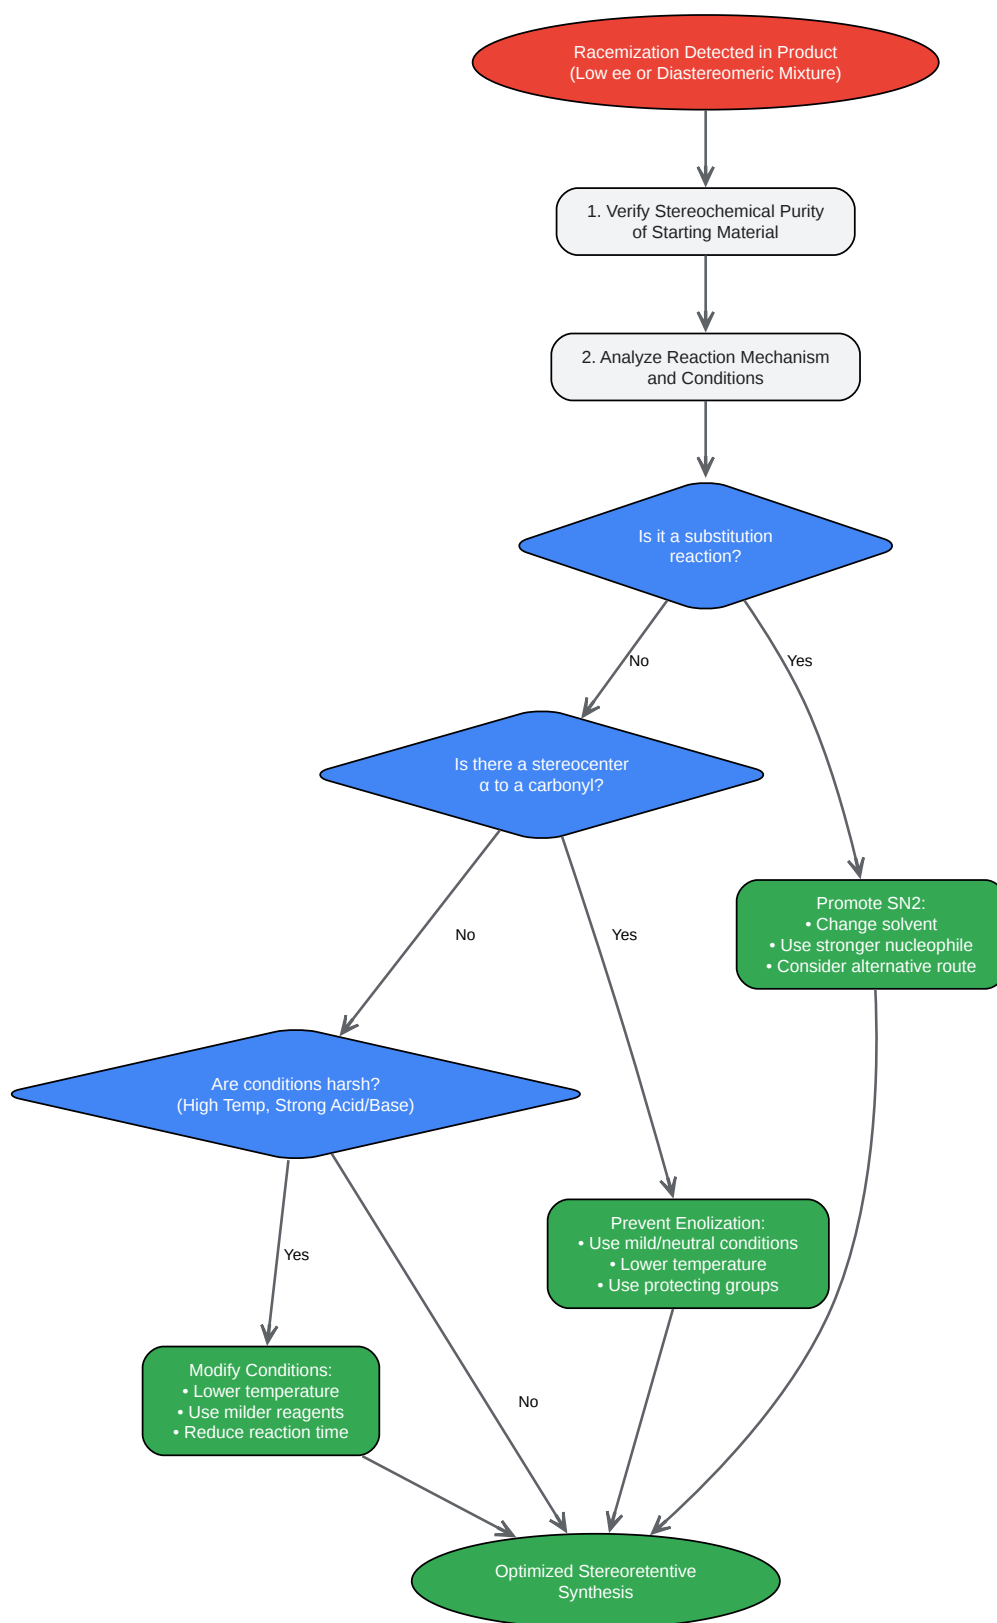 Racemization Detected in Product
(Low ee or Diastereomeric Mixture)
1. Verify Stereochemical Purity
of Starting Material
2. Analyze Reaction Mechanism
and Conditions
Is it a substitution
reaction?
No
Yes
Is there a stereocenter
α to a carbonyl?
Promote SN2:
• Change solvent
• Use stronger nucleophile
• Consider alternative route
No
Yes
Are conditions harsh?
(High Temp, Strong Acid/Base)
Prevent Enolization:
• Use mild/neutral conditions
• Lower temperature
• Use protecting groups
Yes
Modify Conditions:
• Lower temperature
• Use milder reagents
• Reduce reaction time
No
Optimized Stereoretentive
Synthesis